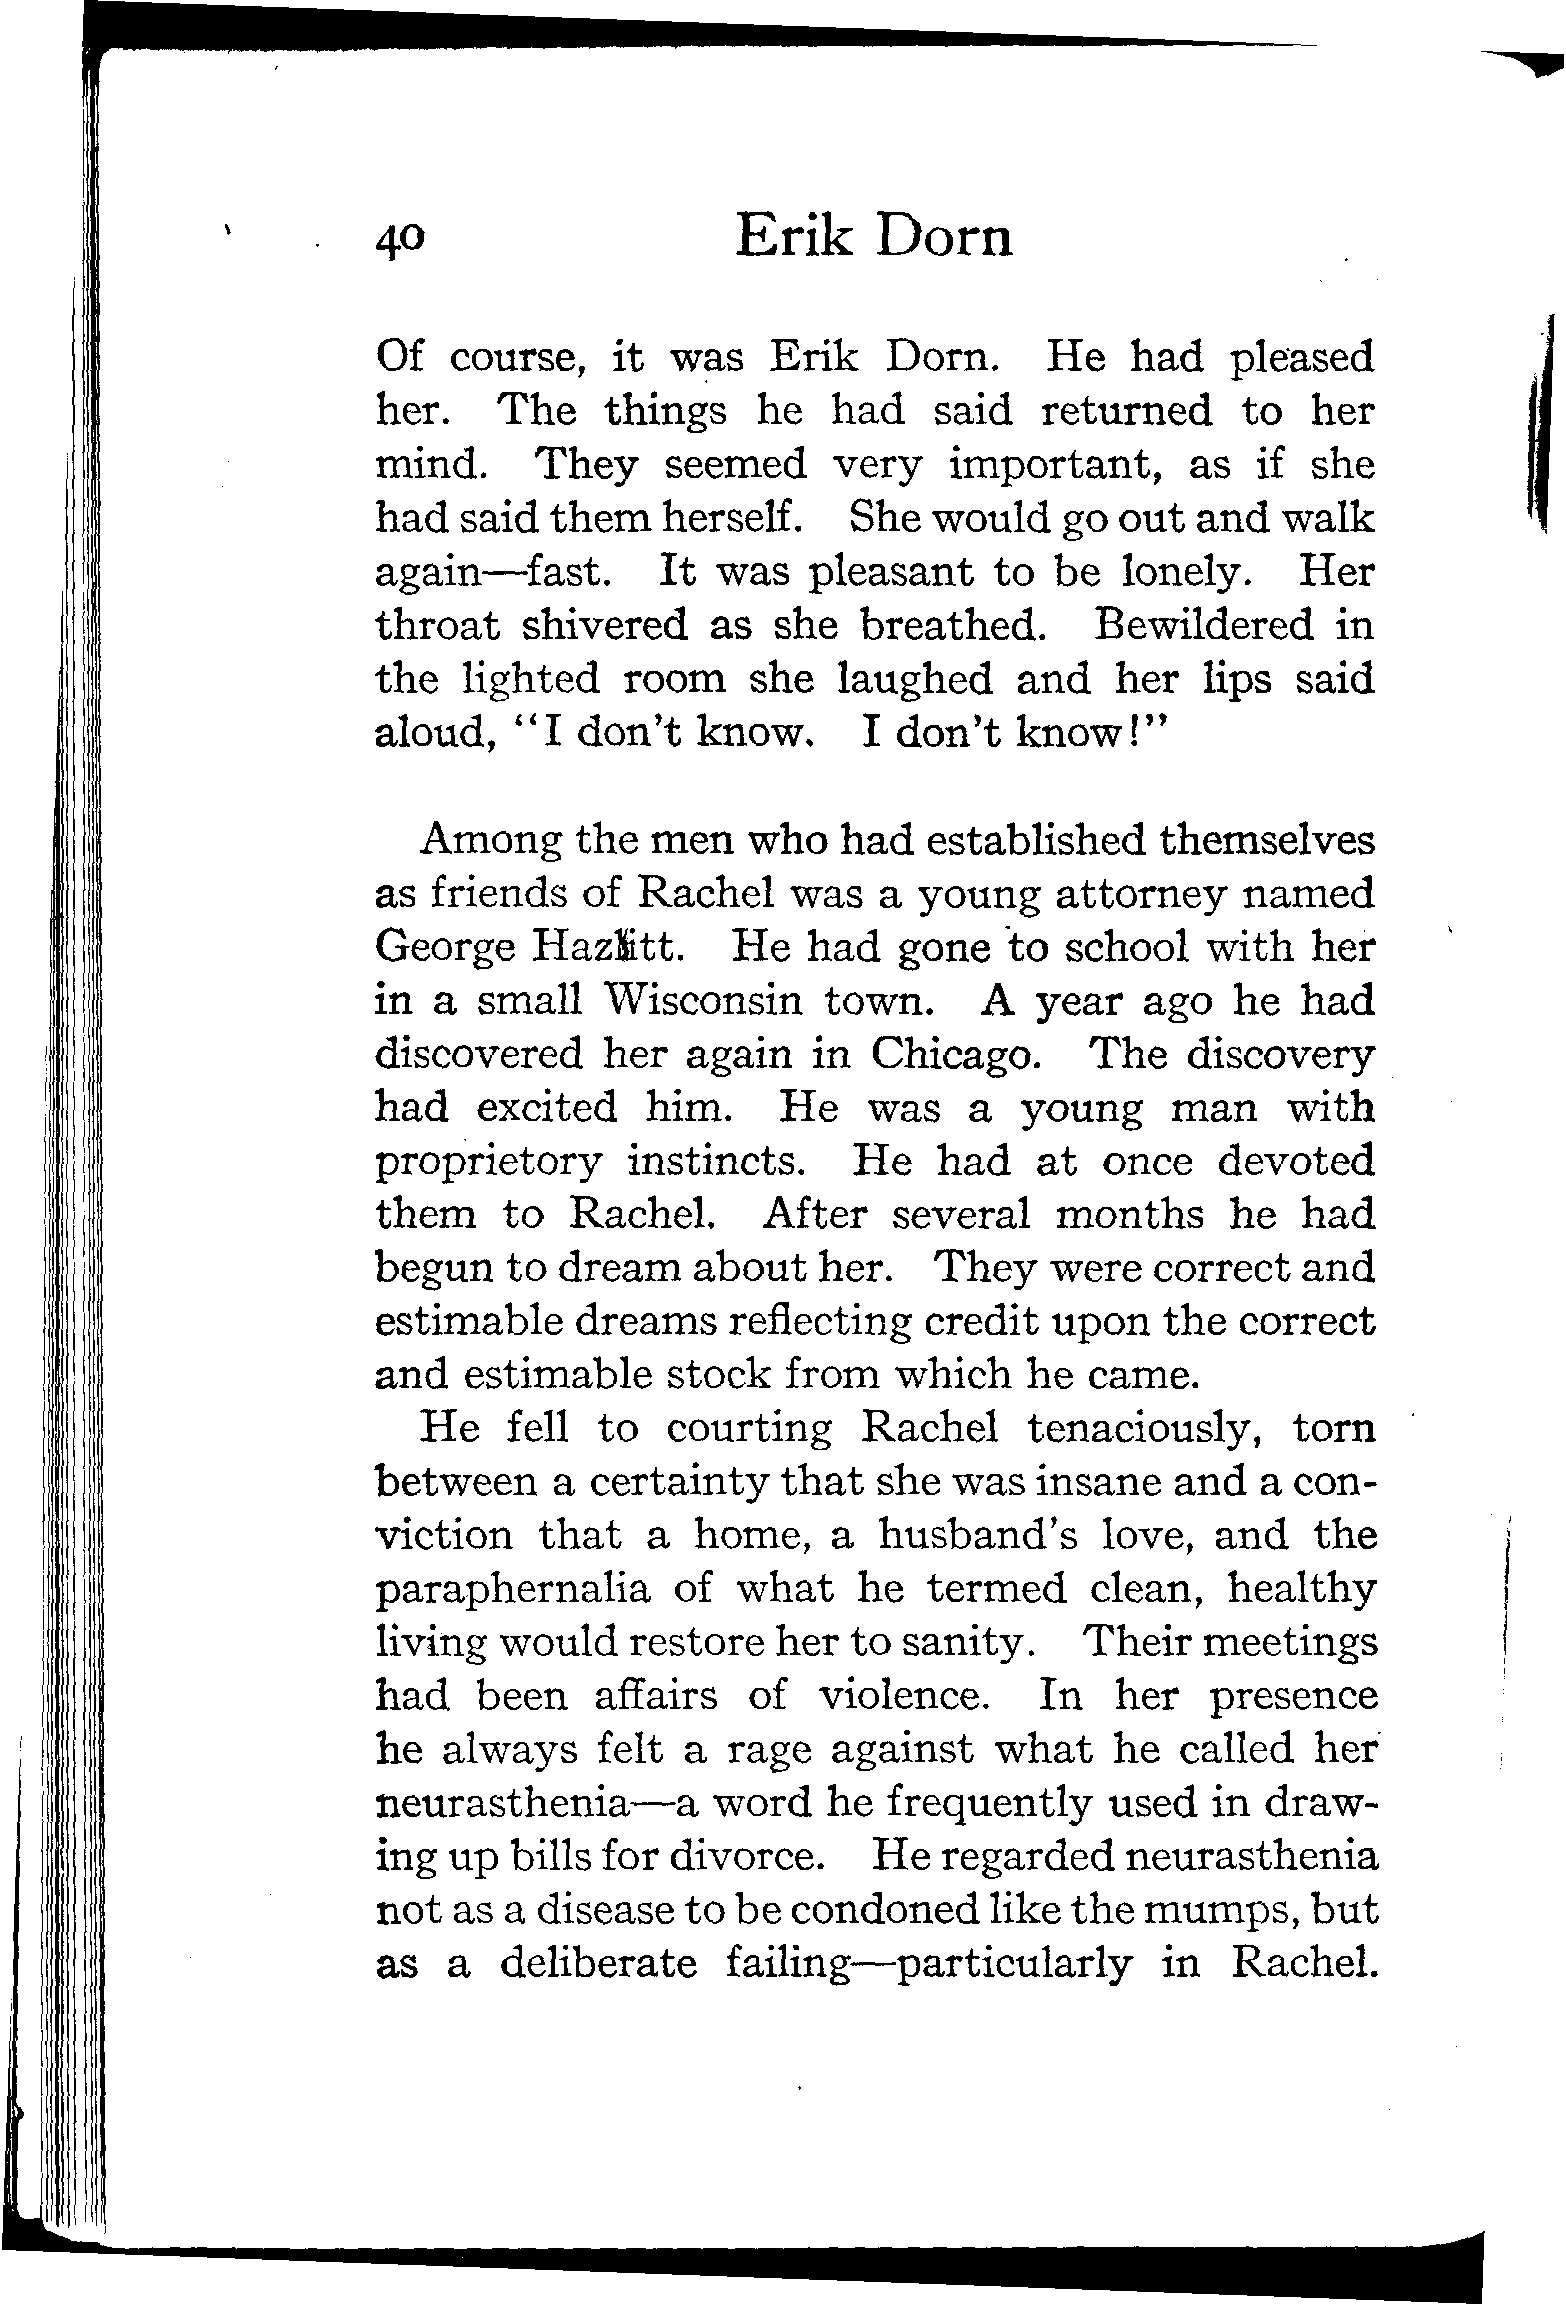 40 Erik Dorn
Of course, it was Erik Dorn. He had pleased
her. The things he had said returned to her
mind. They seemed very important, as if she
had said them herself. She would go out and walk
again—fast. It was pleasant to be lonely. Her
throat shivered as she breathed. Bewildered in
the lighted room she laughed and her lips said
aloud, “I don't know. I don't know!”
Among the men who had established themselves
as friends of Rachel was a young attorney named
George Hazlitt. He had gone to school with her
in a small Wisconsin town. A year ago he had
discovered her again in Chicago. The discovery
had excited him. He was a young man with
proprietory instincts. He had at once devoted
them to Rachel. After several months he had
begun to dream about her. They were correct and
estimable dreams reflecting credit upon the correct
and estimable stock from which he came.
He fell to courting Rachel tenaciously, torn
between a certainty that she was insane and a con-
viction that a home, a husband's love, and the
paraphernalia of what he termed clean, healthy
living would restore her to sanity. Their meetings
had been affairs of violence. In her presence
he always felt a rage against what he called her
neurasthenia—a word he frequently used in draw-
ing up bills for divorce. He regarded neurasthenia
not as a disease to be condoned like the mumps, but
as a deliberate failing—particularly in Rachel.